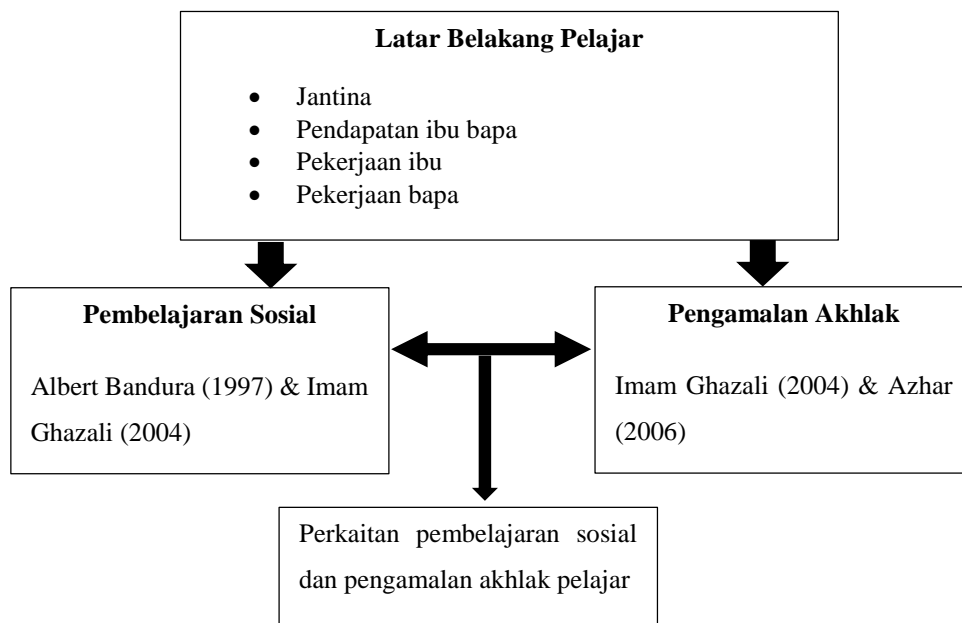 Latar Belakang Pelajar
• Jantina
• Pendapatan ibu bapa
• Pekerjaan ibu
• Pekerjaan bapa
Pembelajaran Sosial
Albert Bandura (1997) & Imam
Ghazali (2004)
Pengamalan Akhlak
Imam Ghazali (2004) & Azhar
(2006)
Perkaitan pembelajaran sosial
dan pengamalan akhlak pelajar